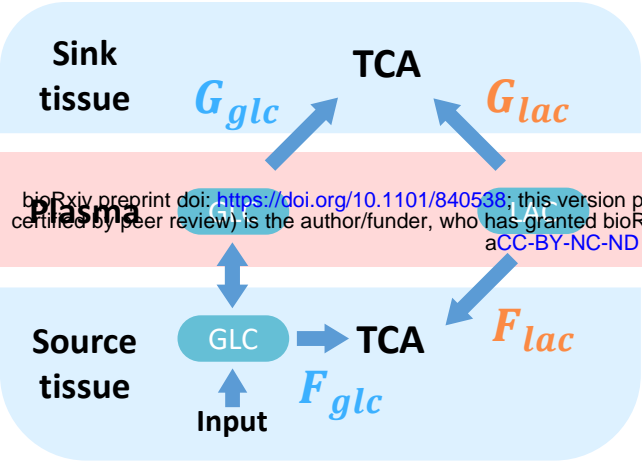 Sink
tissue
TCA
G glc
G lac
bioRxiv preprint doi: https://doi.org/10.1101/840538; this version p
certified by peer review) is the author/funder, who has granted bioR
aCC-BY-NC-ND
Plasma
GLC
LAC
Source
tissue
GLC
TCA
F lac
F glc
Input